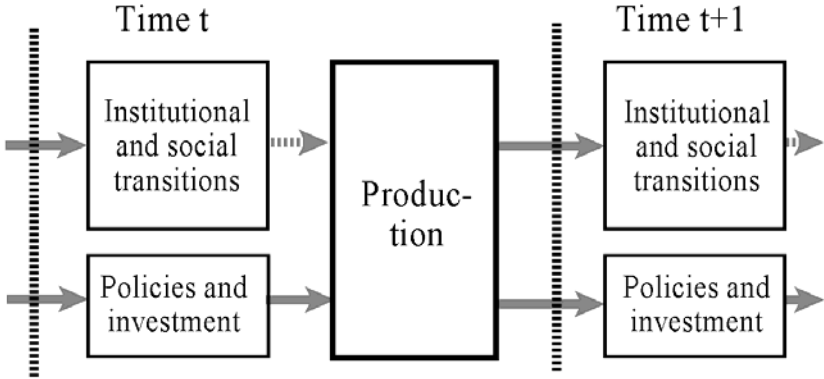 Time t
Time t+1
Institutional
and social
transitions
Policies and
investment
Produc-
tion
Institutional
and social
transitions
Policies and
investment